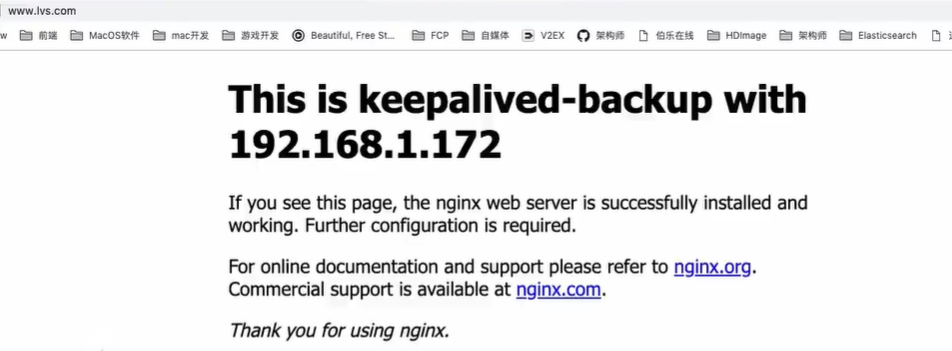 www.lvs.com
w 前端 MacOS软件 mac开发 游戏开发 Beautiful, Free St... FCP 自媒体 V2EX 架构师 伯乐在线 HDImage 架构师 Elasticsearch
This is keepalived-backup with
192.168.1.172
If you see this page, the nginx web server is successfully installed and
working. Further configuration is required.
For online documentation and support please refer to nginx.org.
Commercial support is available at nginx.com.
Thank you for using nginx.